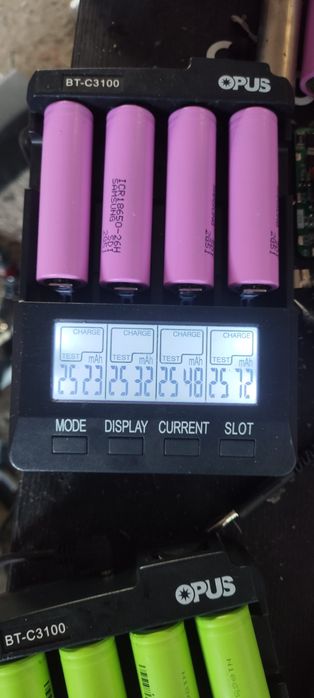 BT-C3100 OPUS
ICR18650-26H
SAMSUNG SDI
CHARGE CHARGE CHARGE CHARGE
TEST mAh TEST mAh TEST mAh TEST mAh
2523 2532 2548 2572
MODE DISPLAY CURRENT SLOT
OPUS
BT-C3100